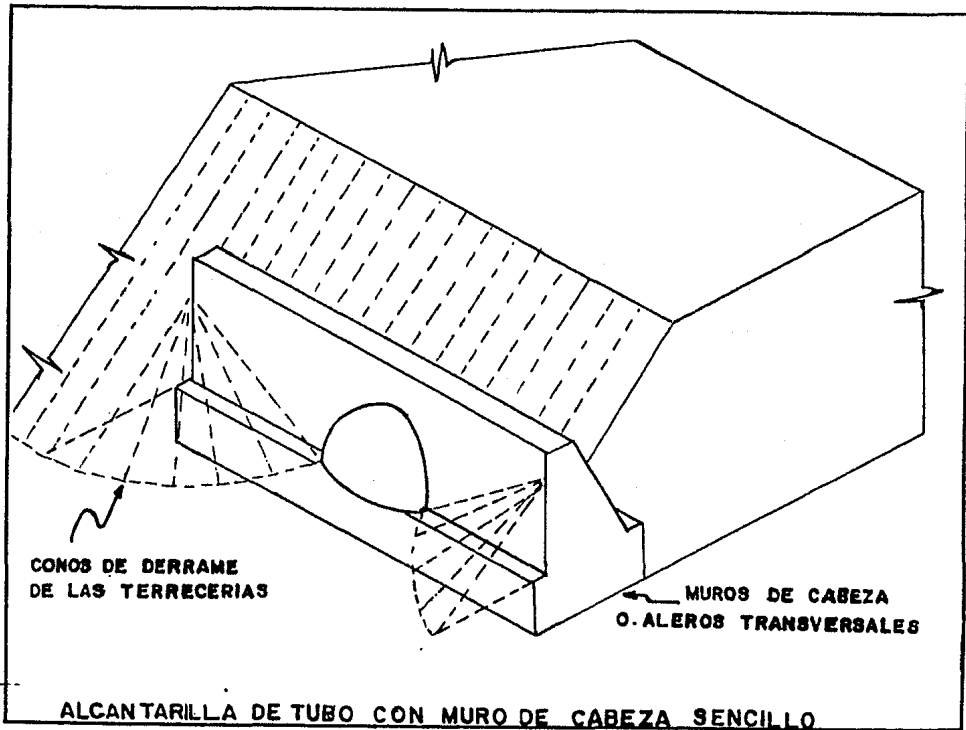 CONOS DE DERRAME
DE LAS TERRECERIAS
MUROS DE CABEZA
O. ALEROS TRANSVERSALES
ALCANTARILLA DE TUBO CON MURO DE CABEZA SENCILLO